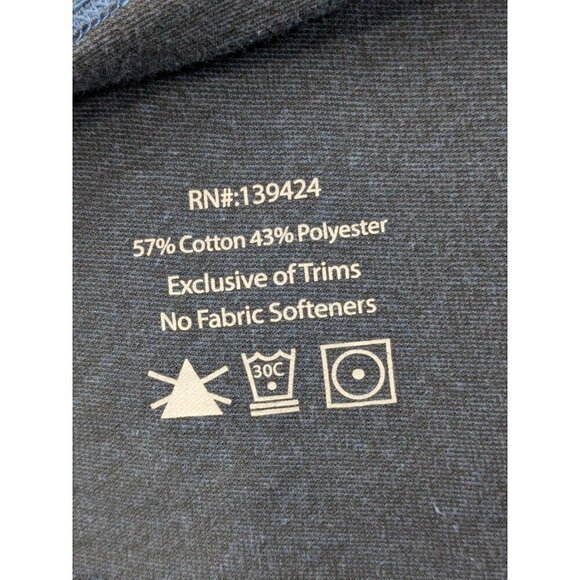 RN#:139424
57% Cotton 43% Polyester
Exclusive of Trims
No Fabric Softeners
30C